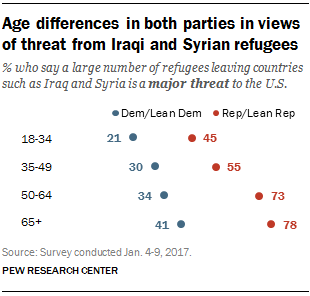 Age differences in both parties in views
of threat from Iraqi and Syrian refugees
% who say a large number of refugees leaving countries
such as Iraq and Syria is a major threat to the U.S.
Dem/Lean Dem Rep/Lean Rep
18-34 21 45
35-49 30 55
50-64 34 73
65+ 41 78
Source: Survey conducted Jan. 4-9, 2017.
PEW RESEARCH CENTER